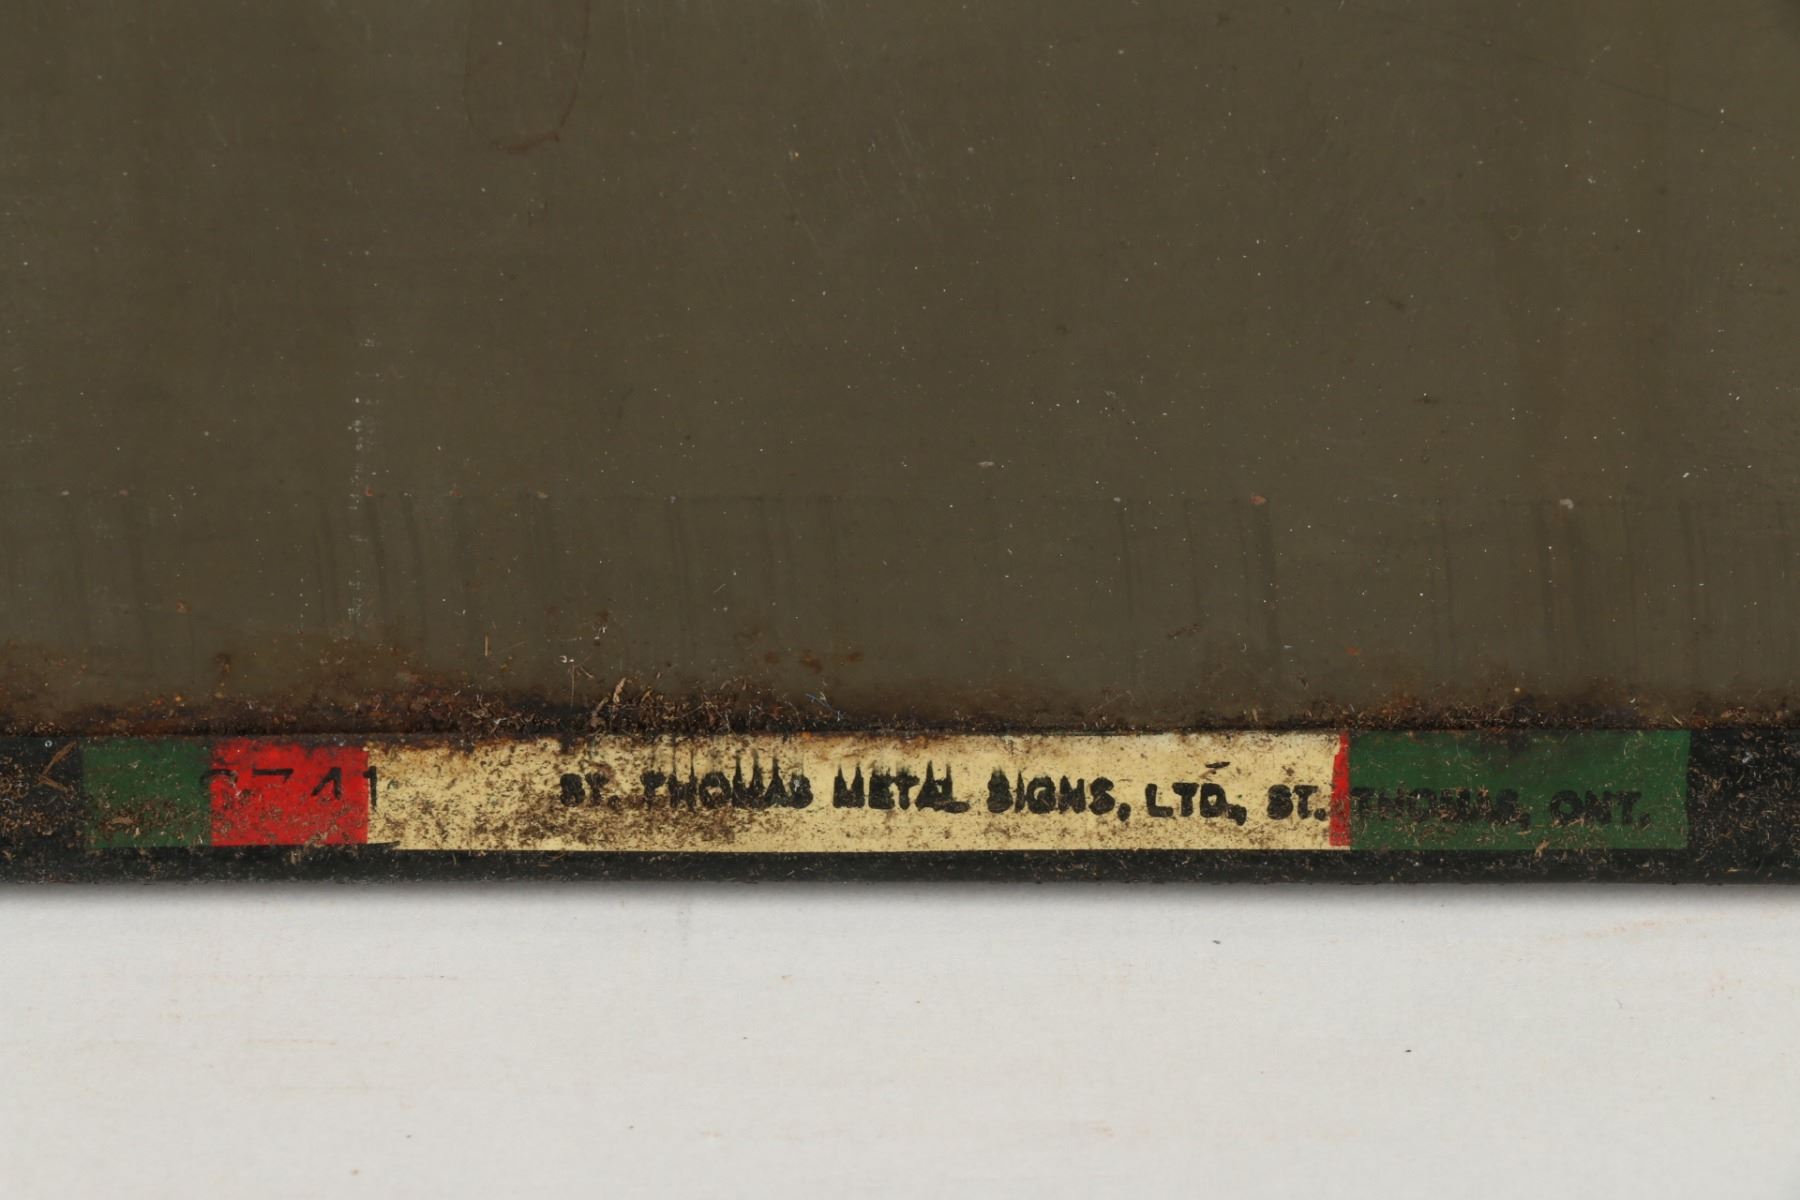 ST. THOMAS METAL SIGNS, LTD., ST. THOMAS, ONT.